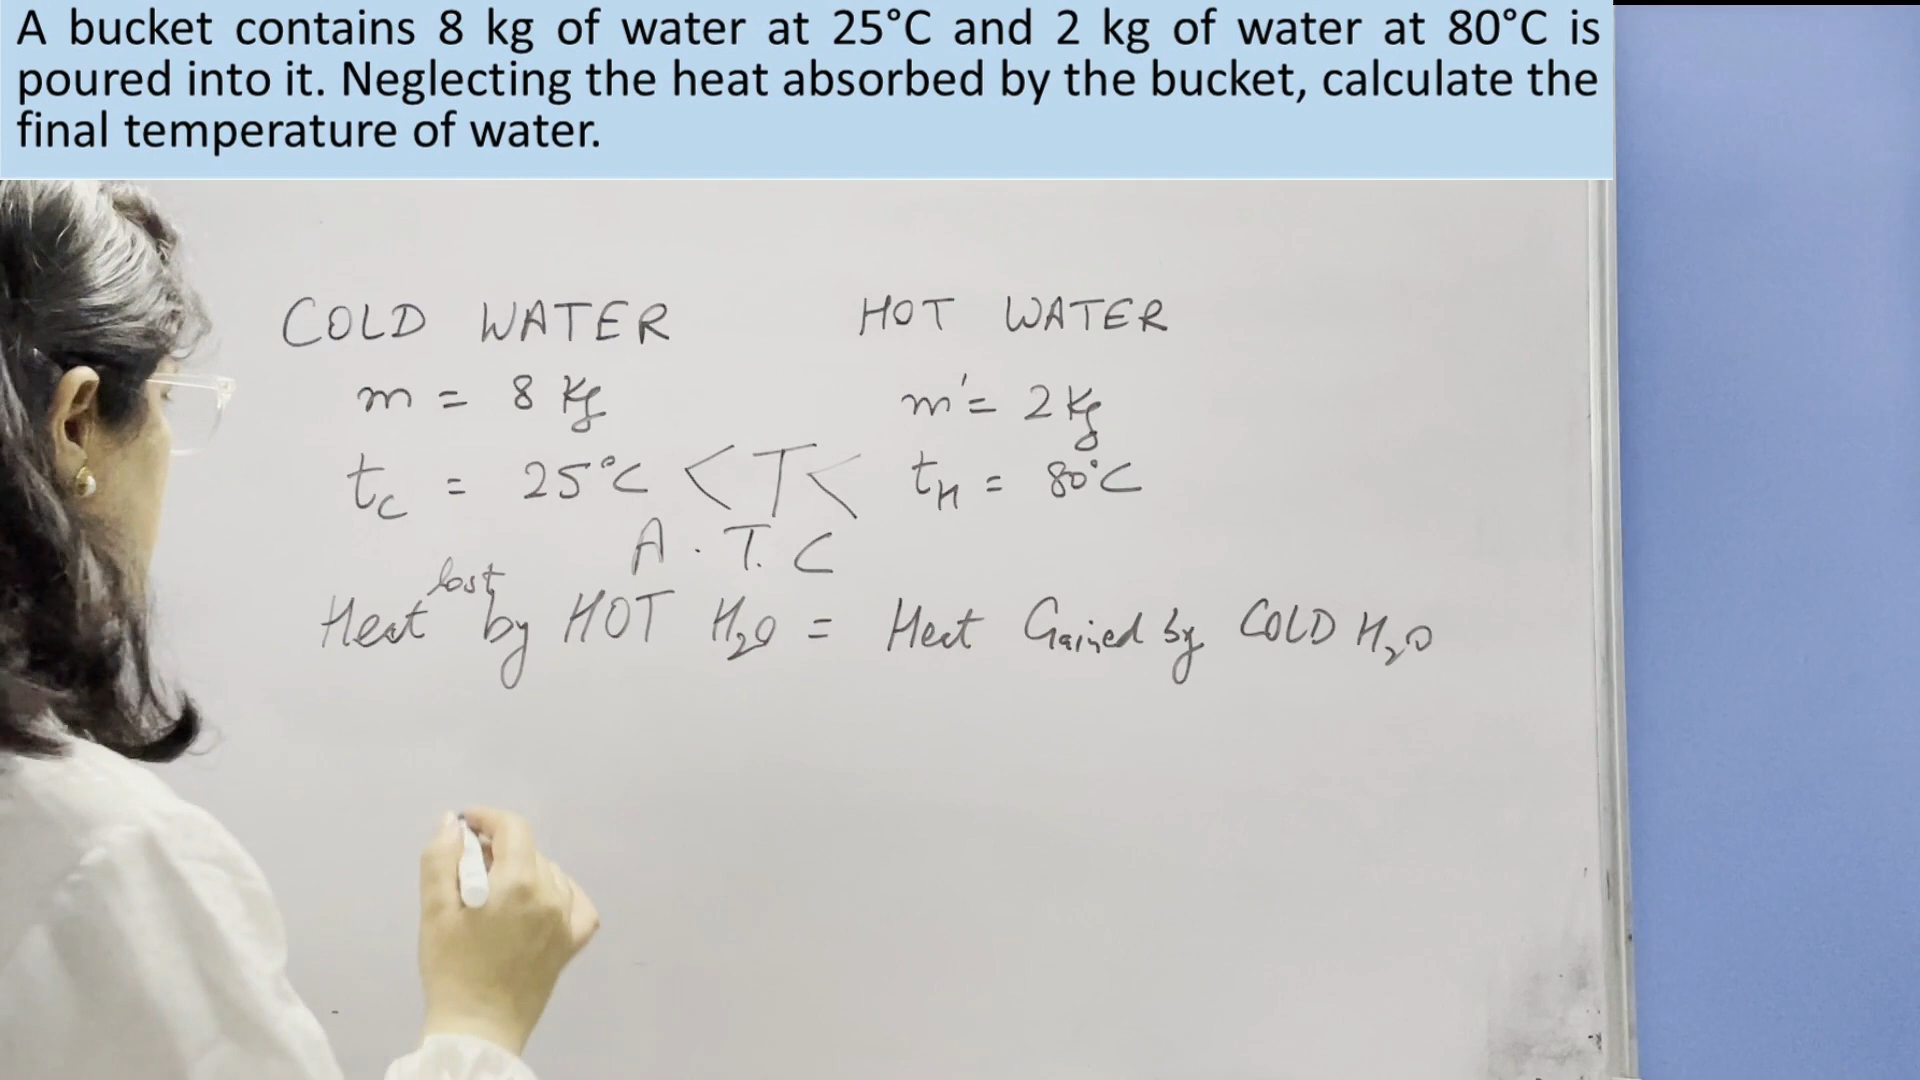 A bucket contains 8 kg of water at 25°C and 2 kg of water at 80°C is
poured into it. Neglecting the heat absorbed by the bucket, calculate the
final temperature of water.
COLD WATER HOT WATER
m = 8 Kg m' = 2 Kg
tc = 25°C < T < tH = 80°C
A. T. C
Heat lost by HOT H₂O = Heat Gained by COLD H₂O